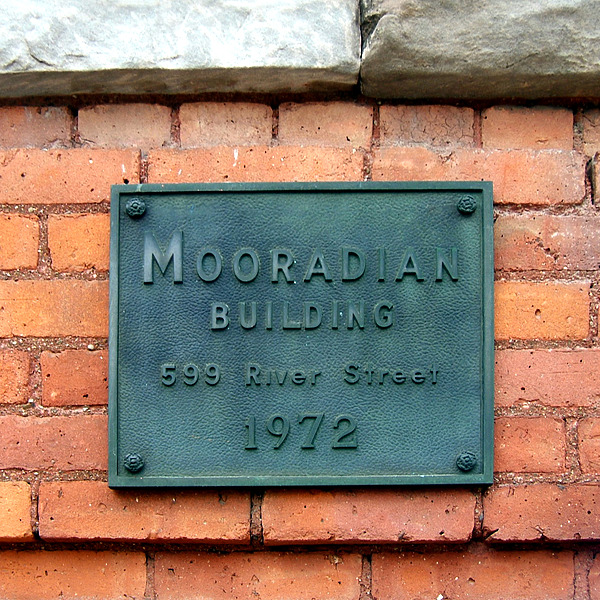 MOORADIAN
BUILDING
599 River Street
1972